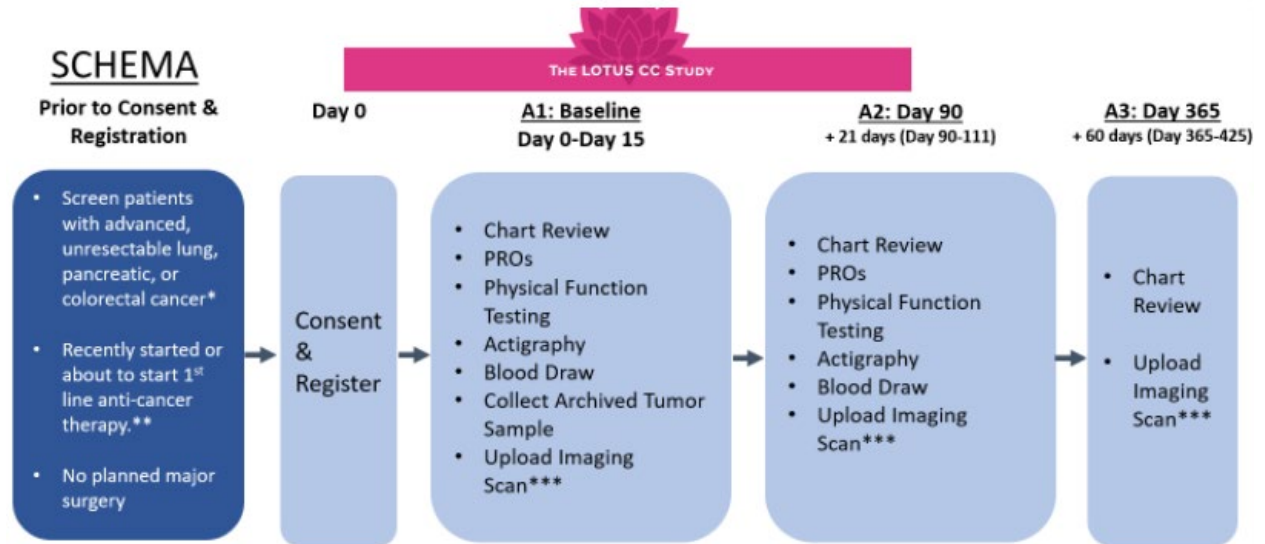 THE LOTUS CC STUDY
SCHEMA
Prior to Consent &
Registration
Day 0
A1: Baseline
Day 0-Day 15
A2: Day 90
+ 21 days (Day 90-111)
A3: Day 365
+ 60 days (Day 365-425)
• Screen patients
with advanced,
unresectable lung,
pancreatic, or
colorectal cancer*
• Recently started or
about to start 1st
line anti-cancer
therapy.**
• No planned major
surgery
Consent
&
Register
• Chart Review
• PROs
• Physical Function
Testing
• Actigraphy
• Blood Draw
• Collect Archived Tumor
Sample
• Upload Imaging
Scan***
• Chart Review
• PROs
• Physical Function
Testing
• Actigraphy
• Blood Draw
• Upload Imaging
Scan***
• Chart
Review
• Upload
Imaging
Scan***